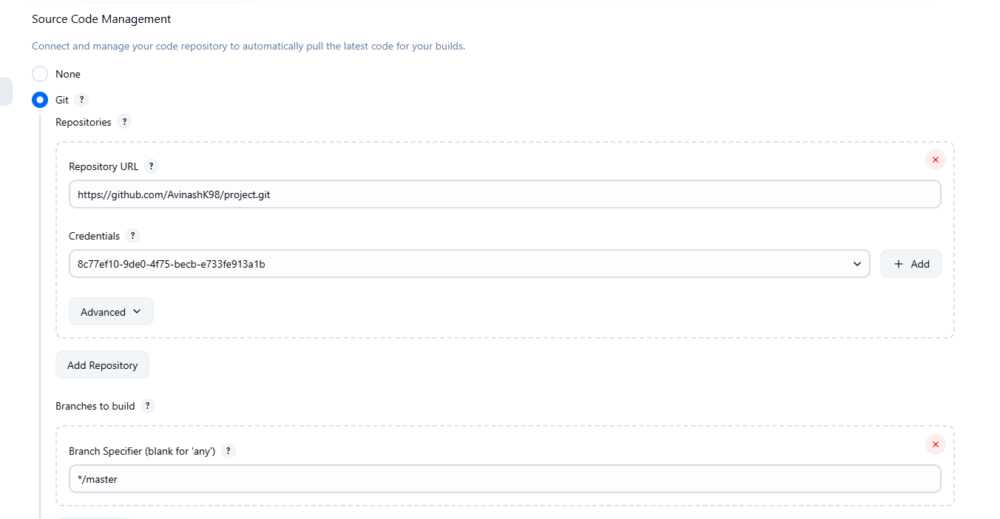 Source Code Management
Connect and manage your code repository to automatically pull the latest code for your builds.
None
Git ?
Repositories ?
Repository URL ?
https://github.com/AvinashK98/project.git
Credentials ?
8c77ef10-9de0-4f75-becb-e733fe913a1b
+ Add
Advanced
Add Repository
Branches to build ?
Branch Specifier (blank for 'any') ?
*/master